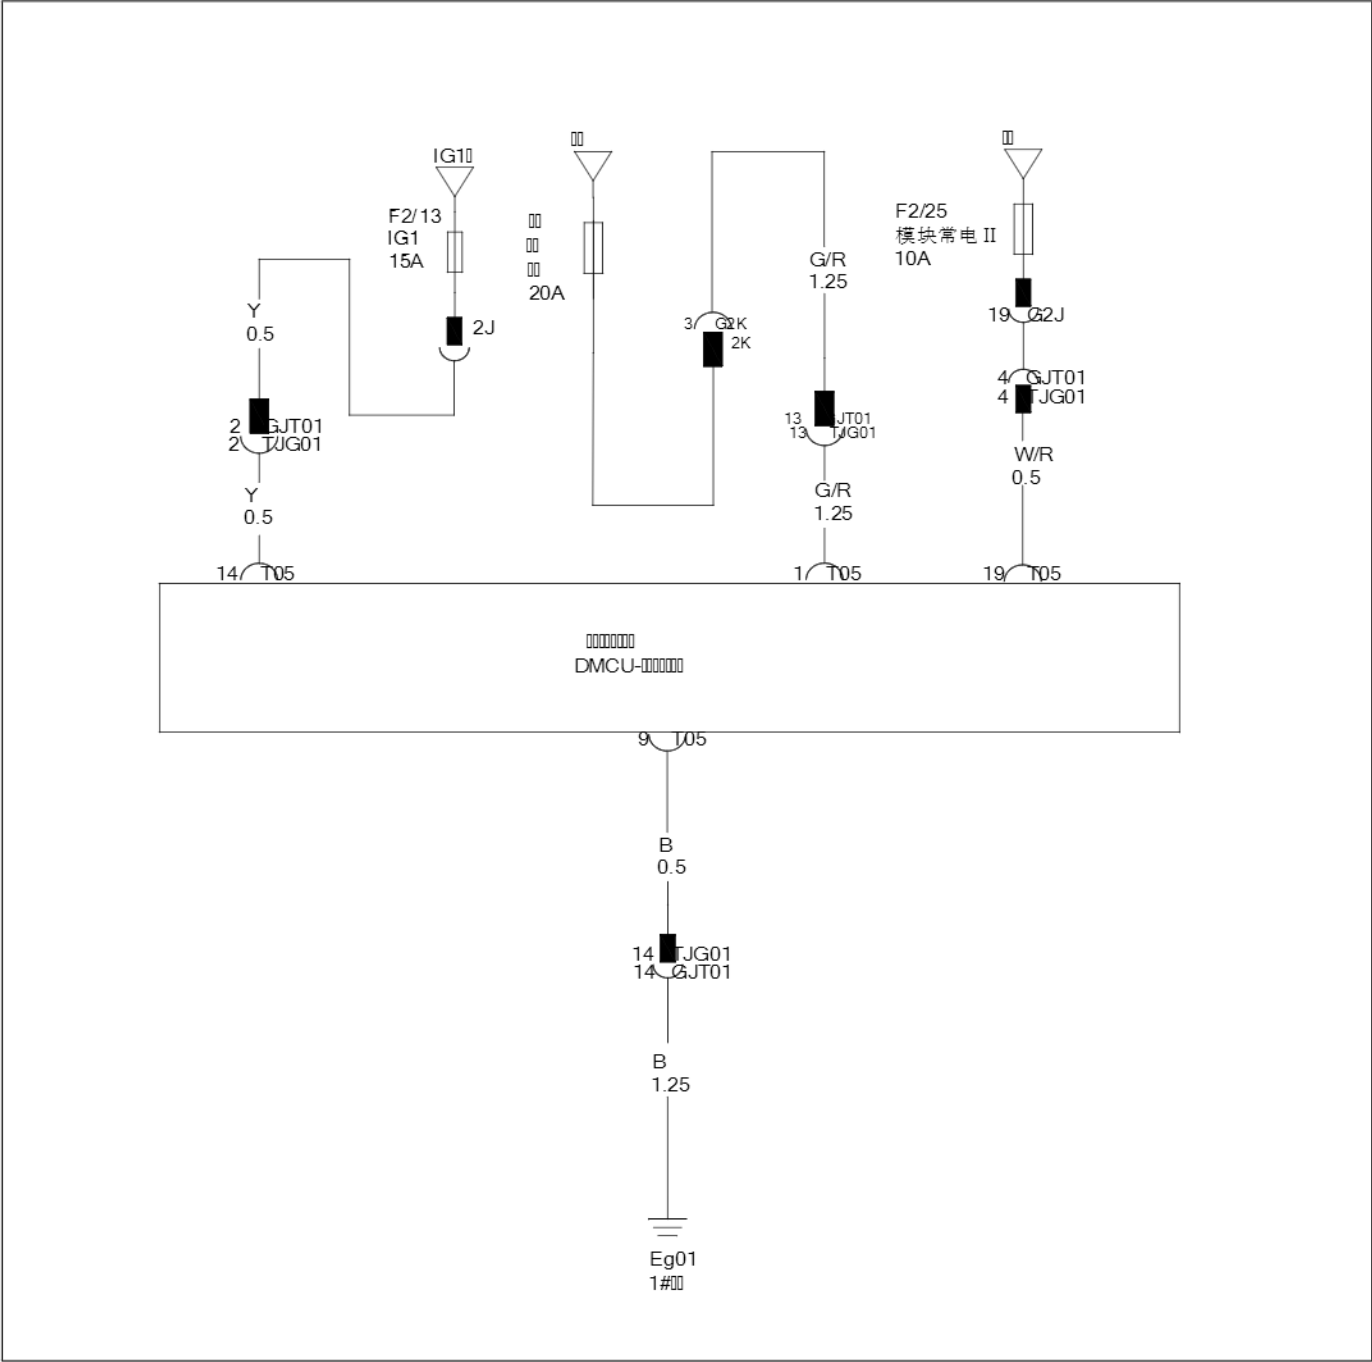 IG1
F2/13
IG1
15A
20A
F2/25
模块常电 II
10A
Y
0.5
2J
G/R
1.25
3 G2K
2K
19 G2J
4 GJT01
4 TJG01
2 GJT01
2 TJG01
13 GJT01
13 TJG01
W/R
0.5
Y
0.5
G/R
1.25
14 T05
1 T05
19 T05
DMCU-
9 T05
B
0.5
14 TJG01
14 GJT01
B
1.25
Eg01
1#